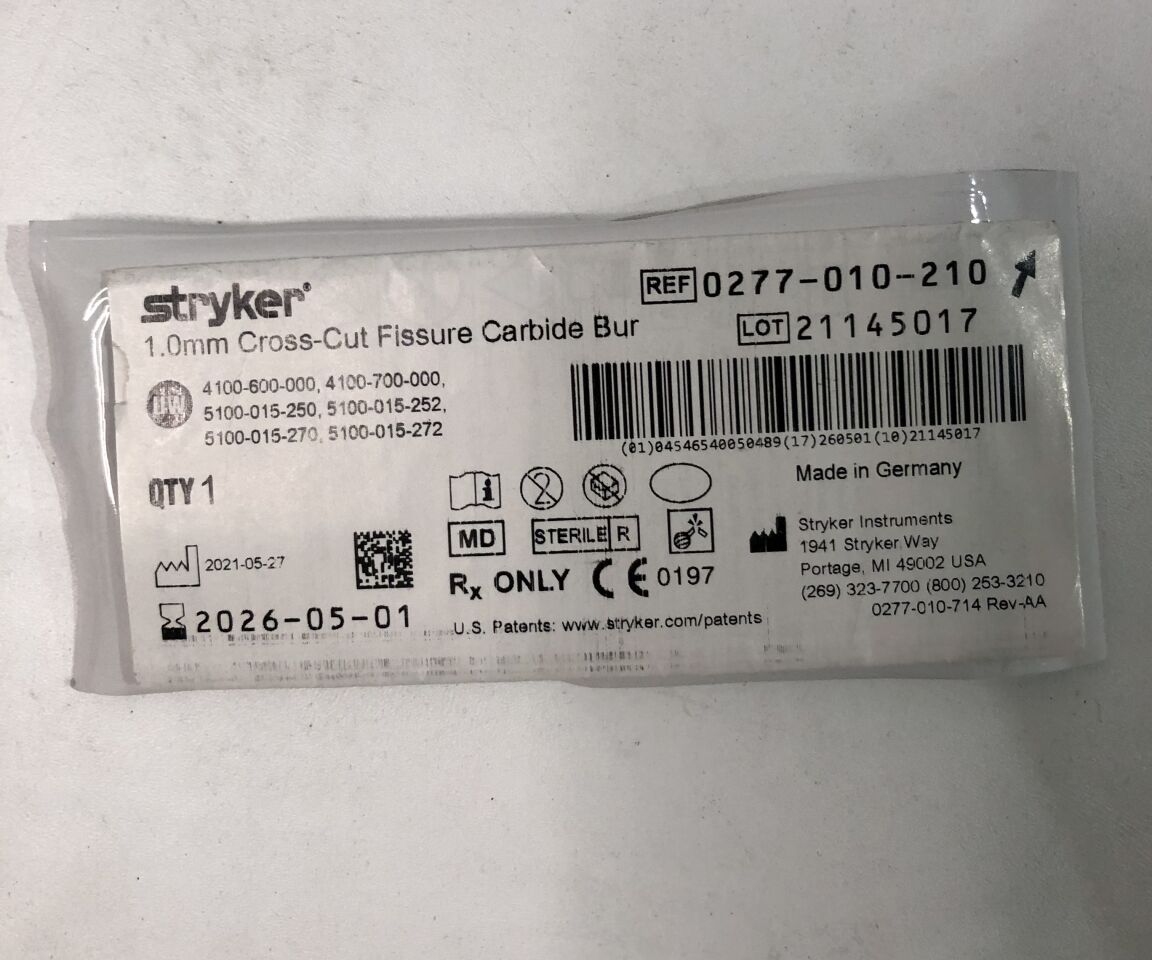 stryker®
1.0mm Cross-Cut Fissure Carbide Bur
REF 0277-010-210
LOT 21145017
4100-600-000, 4100-700-000,
5100-015-250, 5100-015-252,
5100-015-270, 5100-015-272
(01)04546540050489(17)260501(10)21145017
QTY 1
Made in Germany
2
MD
STERILE R
2021-05-27
Rx ONLY CE 0197
Stryker Instruments
1941 Stryker Way
Portage, MI 49002 USA
(269) 323-7700 (800) 253-3210
0277-010-714 Rev-AA
2026-05-01
U.S. Patents: www.stryker.com/patents